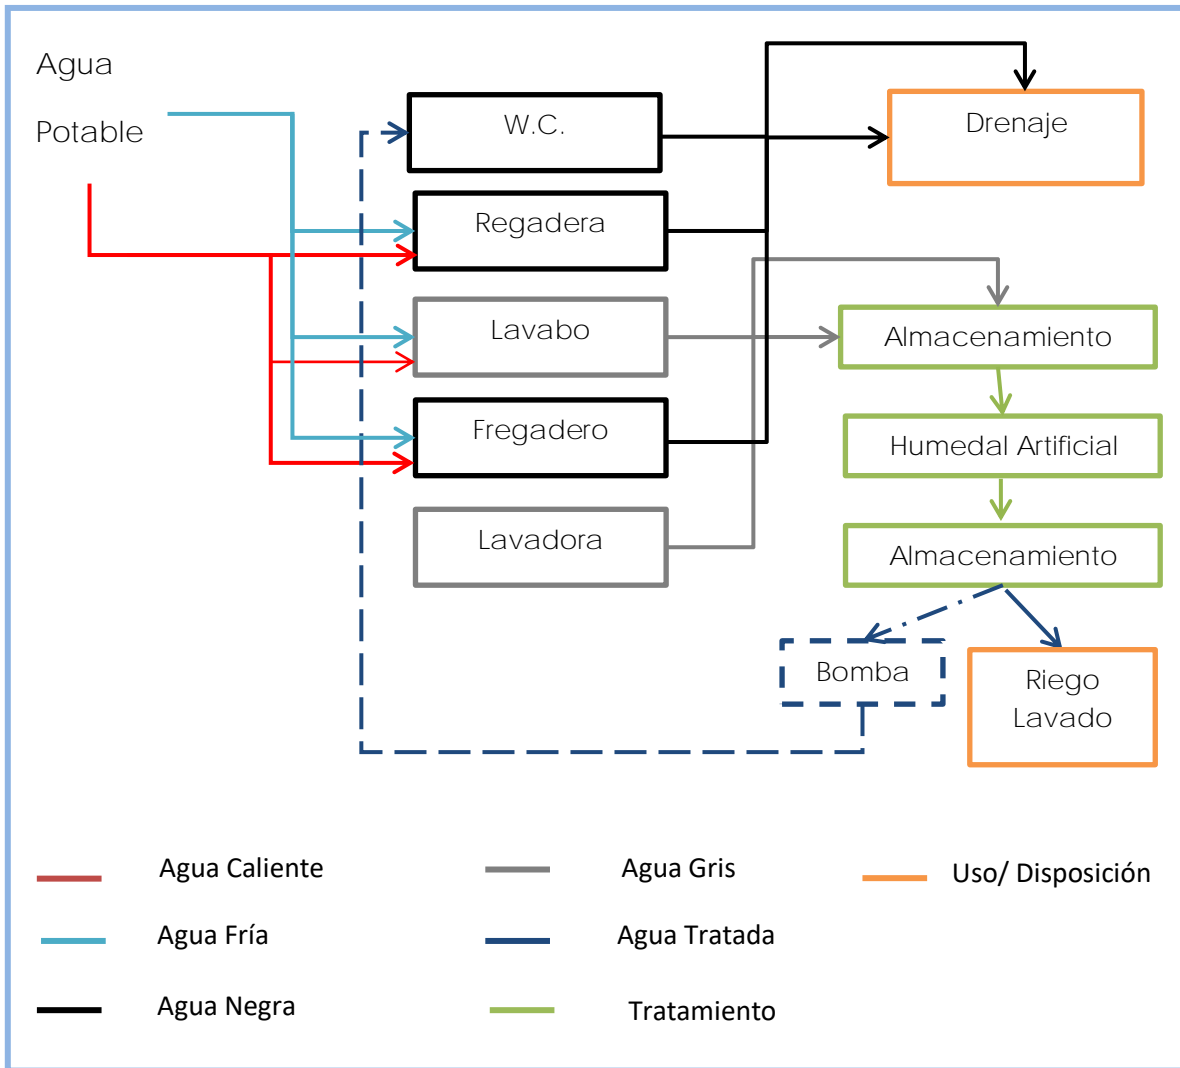 Agua
Potable
W.C.
Drenaje
Regadera
Lavabo
Almacenamiento
Fregadero
Humedal Artificial
Lavadora
Almacenamiento
Bomba
Riego
Lavado
Agua Caliente
Agua Gris
Uso/ Disposición
Agua Fría
Agua Tratada
Agua Negra
Tratamiento